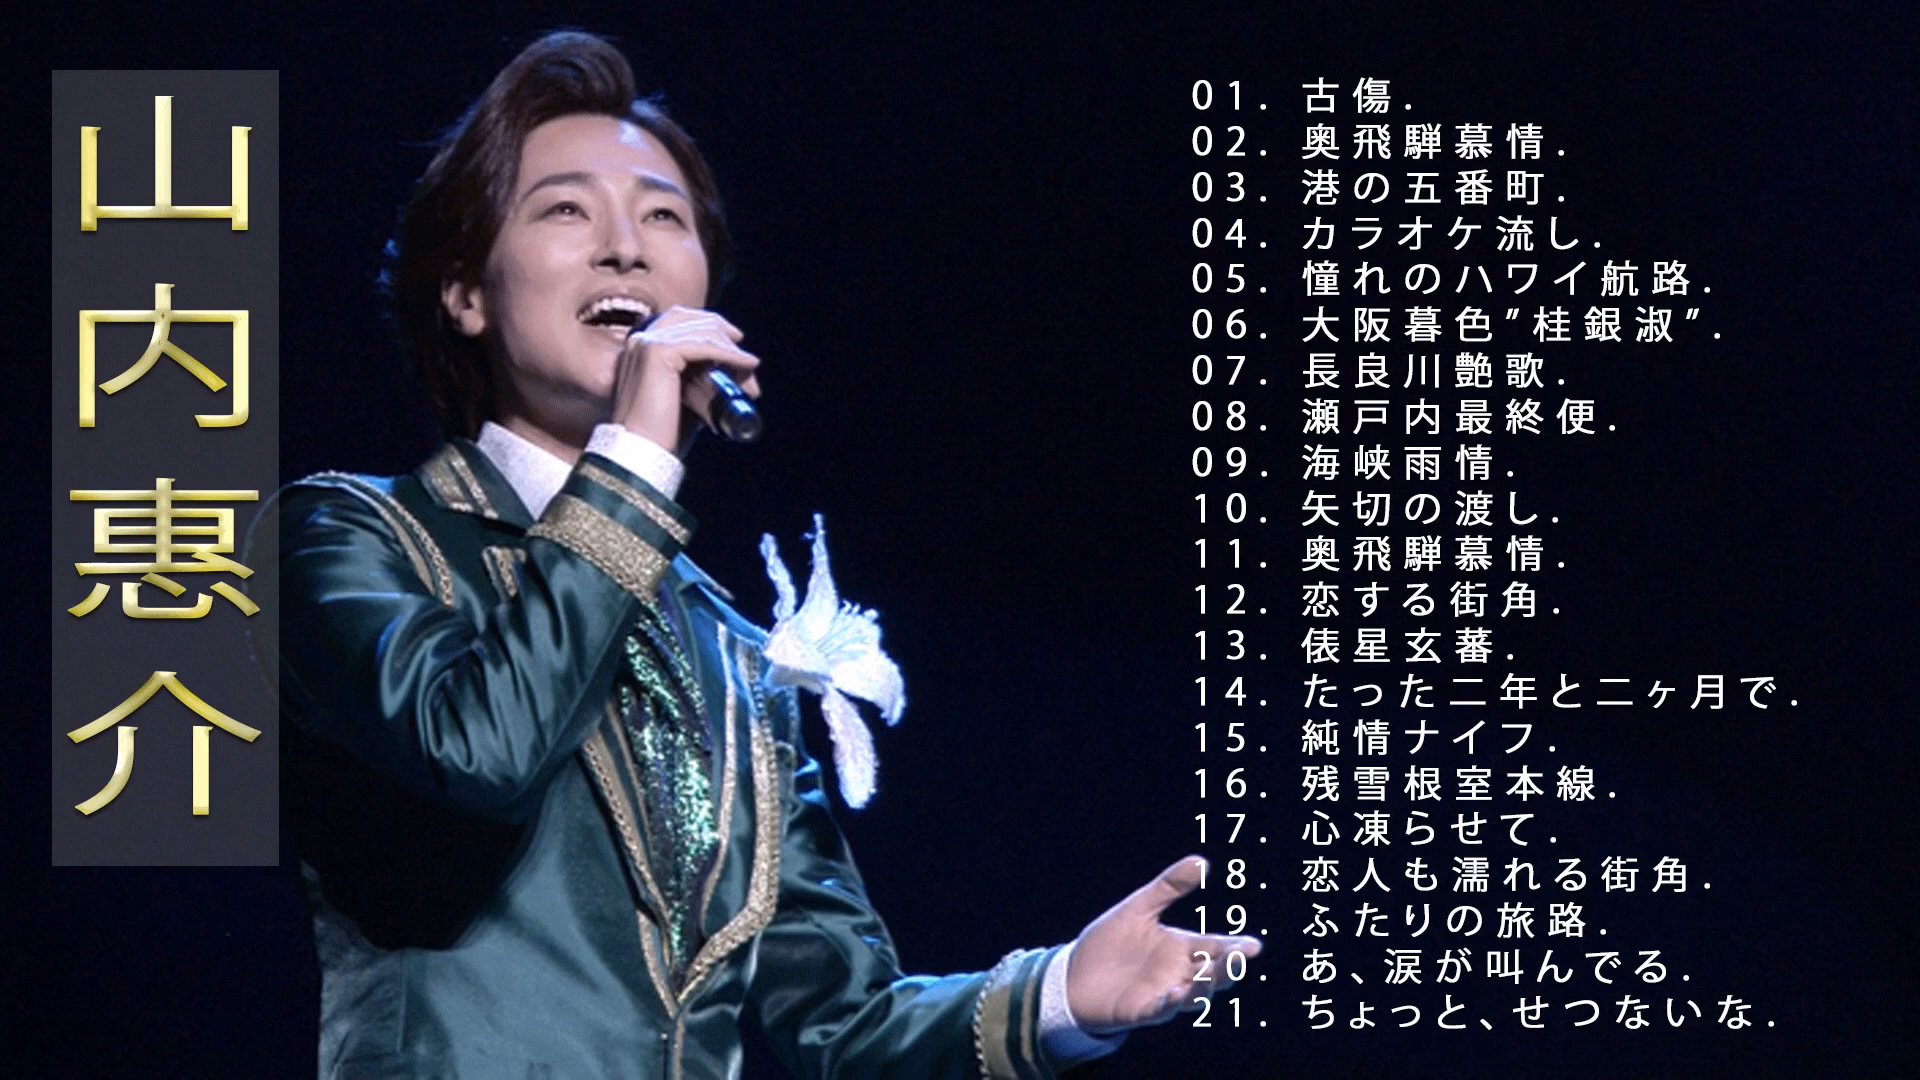 山内惠介
01. 古傷.
02. 奥飛騨慕情.
03. 港の五番町.
04. カラオケ流し.
05. 憧れのハワイ航路.
06. 大阪暮色"桂銀淑".
07. 長良川艶歌.
08. 瀬戸内最終便.
09. 海峡雨情.
10. 矢切の渡し.
11. 奥飛騨慕情.
12. 恋する街角.
13. 俵星玄蕃.
14. たった二年と二ヶ月で.
15. 純情ナイフ.
16. 残雪根室本線.
17. 心凍らせて.
18. 恋人も濡れる街角.
19. ふたりの旅路.
20. あ、涙が叫んでる.
21. ちょっと、せつないな.